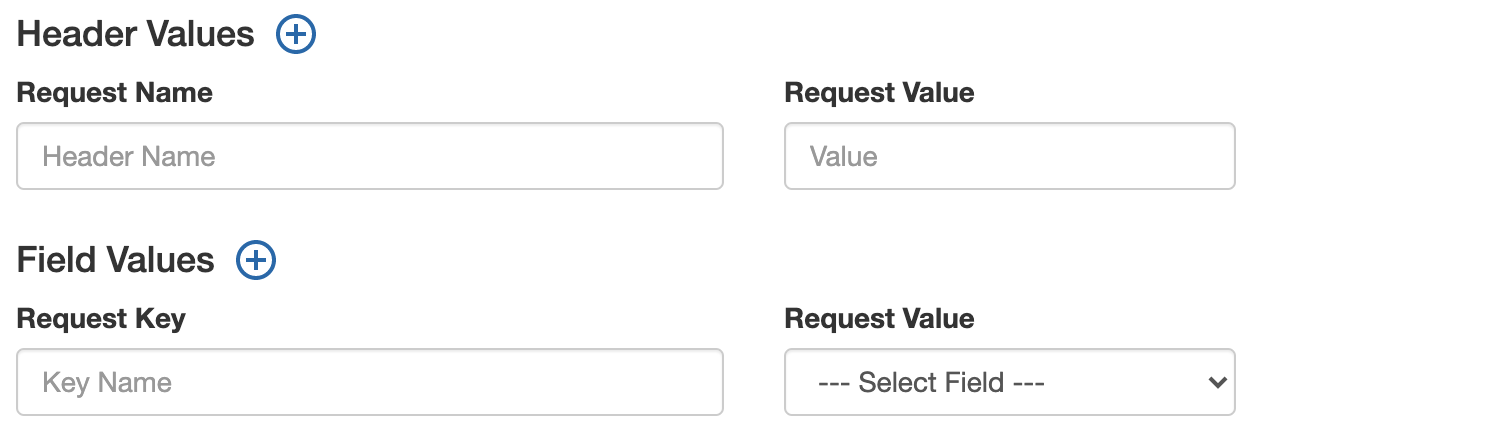 Header Values
Request Name Request Value
Header Name Value
Field Values
Request Key Request Value
Key Name --- Select Field ---